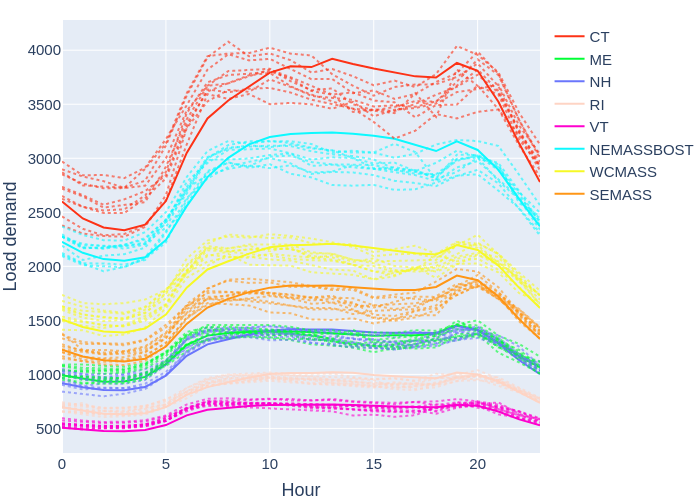 4000
3500
3000
2500
2000
1500
1000
500
0
5
10
15
20
Hour
Load demand
CT
ME
NH
RI
VT
NEMASSBOST
WCMASS
SEMASS